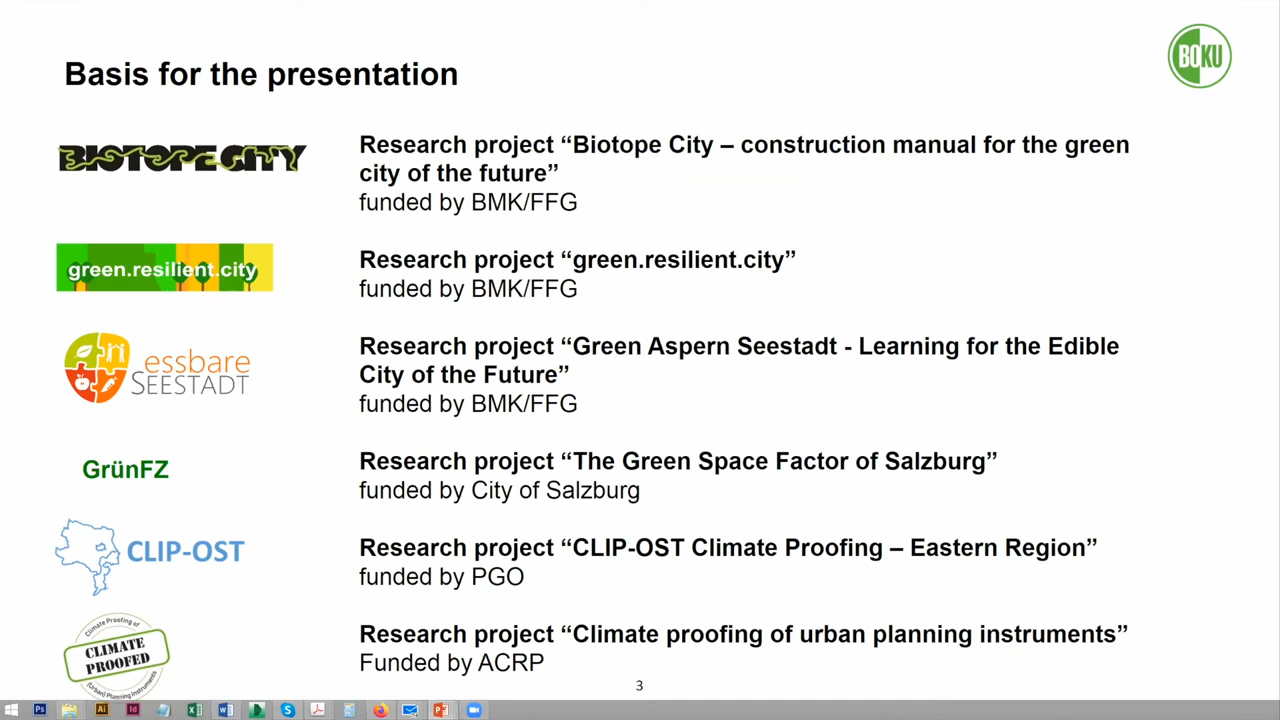 Basis for the presentation
BOKU
BIOTOPE CITY
Research project “Biotope City – construction manual for the green
city of the future”
funded by BMK/FFG
green.resilient.city
Research project “green.resilient.city”
funded by BMK/FFG
essbare
SEESTADT
Research project “Green Aspern Seestadt - Learning for the Edible
City of the Future”
funded by BMK/FFG
GrünFZ
Research project “The Green Space Factor of Salzburg”
funded by City of Salzburg
CLIP-OST
Research project “CLIP-OST Climate Proofing – Eastern Region”
funded by PGO
Climate Proofing of
CLIMATE
PROOFED
(Urban) Planning Instruments
Research project “Climate proofing of urban planning instruments”
Funded by ACRP
3
Ps
Ai
Id